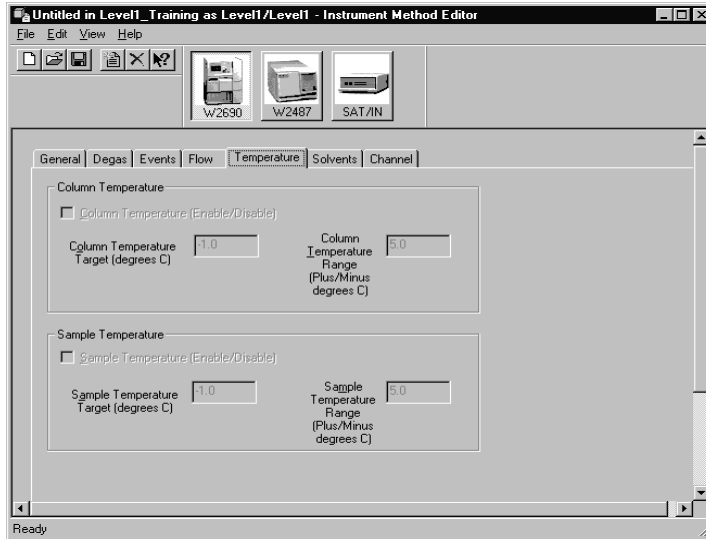 Untitled in Level1_Training as Level1/Level1 - Instrument Method Editor
File Edit View Help
W2690 W2487 SAT/IN
General Degas Events Flow Temperature Solvents Channel
Column Temperature
Column Temperature (Enable/Disable)
Column Temperature
Target (degrees C)
-1.0
Column
Temperature
Range
(Plus/Minus
degrees C)
5.0
Sample Temperature
Sample Temperature (Enable/Disable)
Sample Temperature
Target (degrees C)
-1.0
Sample
Temperature
Range
(Plus/Minus
degrees C)
5.0
Ready